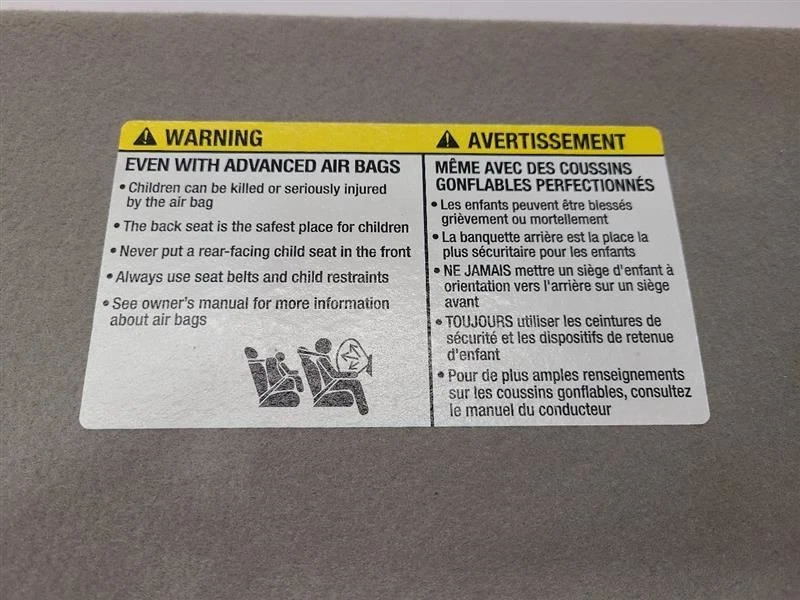 WARNING
EVEN WITH ADVANCED AIR BAGS
• Children can be killed or seriously injured
by the air bag
• The back seat is the safest place for children
• Never put a rear-facing child seat in the front
• Always use seat belts and child restraints
• See owner's manual for more information
about air bags
AVERTISSEMENT
MÊME AVEC DES COUSSINS
GONFLABLES PERFECTIONNÉS
• Les enfants peuvent être blessés
grièvement ou mortellement
• La banquette arrière est la place la
plus sécuritaire pour les enfants
• NE JAMAIS mettre un siège d'enfant à
orientation vers l'arrière sur un siège
avant
• TOUJOURS utiliser les ceintures de
sécurité et les dispositifs de retenue
d'enfant
• Pour de plus amples renseignements
sur les coussins gonflables, consultez
le manuel du conducteur